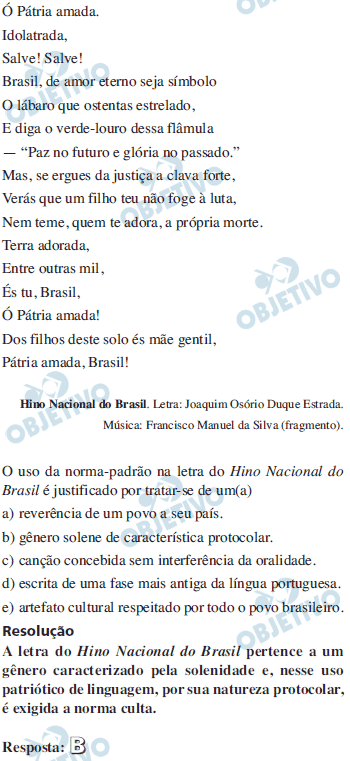 Ó Pátria amada.
Idolatrada,
Salve! Salve!
Brasil, de amor eterno seja símbolo
O lábaro que ostentas estrelado,
E diga o verde-louro dessa flâmula
— “Paz no futuro e glória no passado.”
Mas, se ergues da justiça a clava forte,
Verás que um filho teu não foge à luta,
Nem teme, quem te adora, a própria morte.
Terra adorada,
Entre outras mil,
És tu, Brasil,
Ó Pátria amada!
Dos filhos deste solo és mãe gentil,
Pátria amada, Brasil!
Hino Nacional do Brasil. Letra: Joaquim Osório Duque Estrada.
Música: Francisco Manuel da Silva (fragmento).
O uso da norma-padrão na letra do Hino Nacional do
Brasil é justificado por tratar-se de um(a)
a) reverência de um povo a seu país.
b) gênero solene de característica protocolar.
c) canção concebida sem interferência da oralidade.
d) escrita de uma fase mais antiga da língua portuguesa.
e) artefato cultural respeitado por todo o povo brasileiro.
Resolução
A letra do Hino Nacional do Brasil pertence a um
gênero caracterizado pela solenidade e, nesse uso
patriótico de linguagem, por sua natureza protocolar,
é exigida a norma culta.
Resposta: B
OBJETIVO
OBJETIVO
OBJETIVO
OBJETIVO
OBJETIVO
OBJETIVO